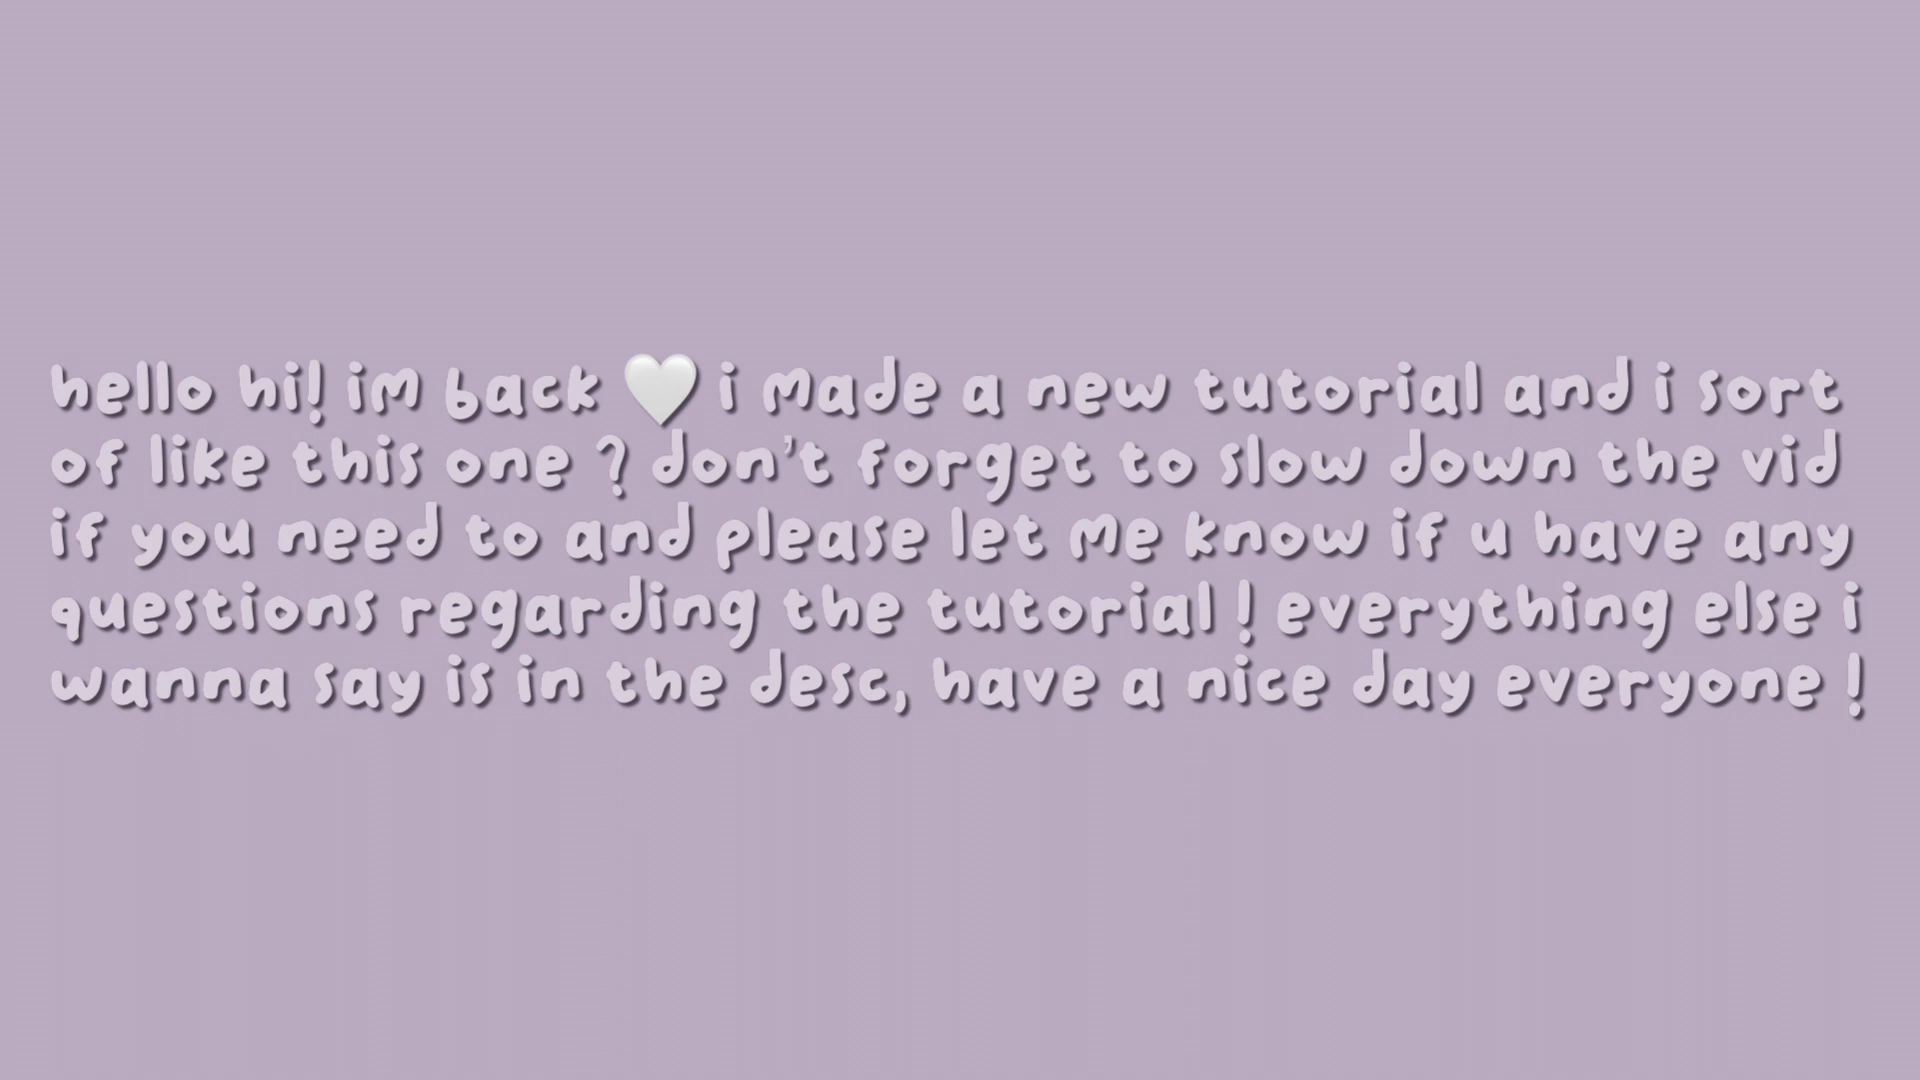 hello hi! im back 🤍 i made a new tutorial and i sort
of like this one ? don't forget to slow down the vid
if you need to and please let me know if u have any
questions regarding the tutorial ! everything else i
wanna say is in the desc, have a nice day everyone !